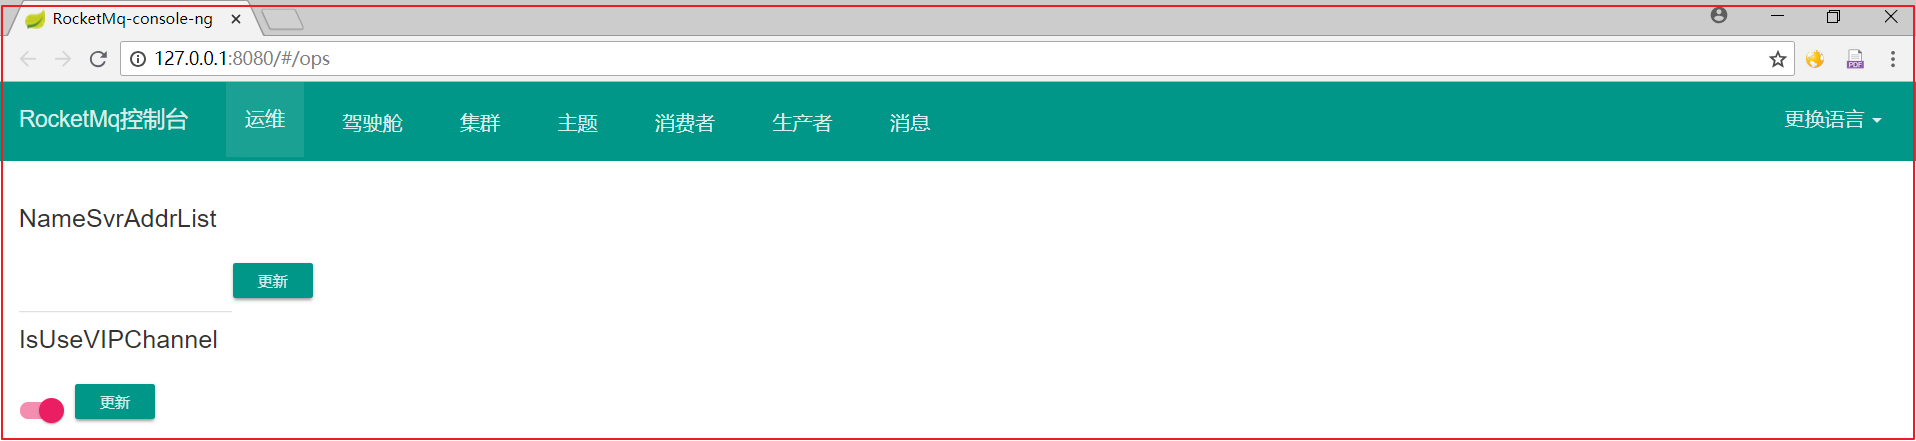 RocketMq-console-ng
127.0.0.1:8080/#/ops
PDF
RocketMq控制台 运维 驾驶舱 集群 主题 消费者 生产者 消息 更换语言
NameSvrAddrList
更新
IsUseVIPChannel
更新